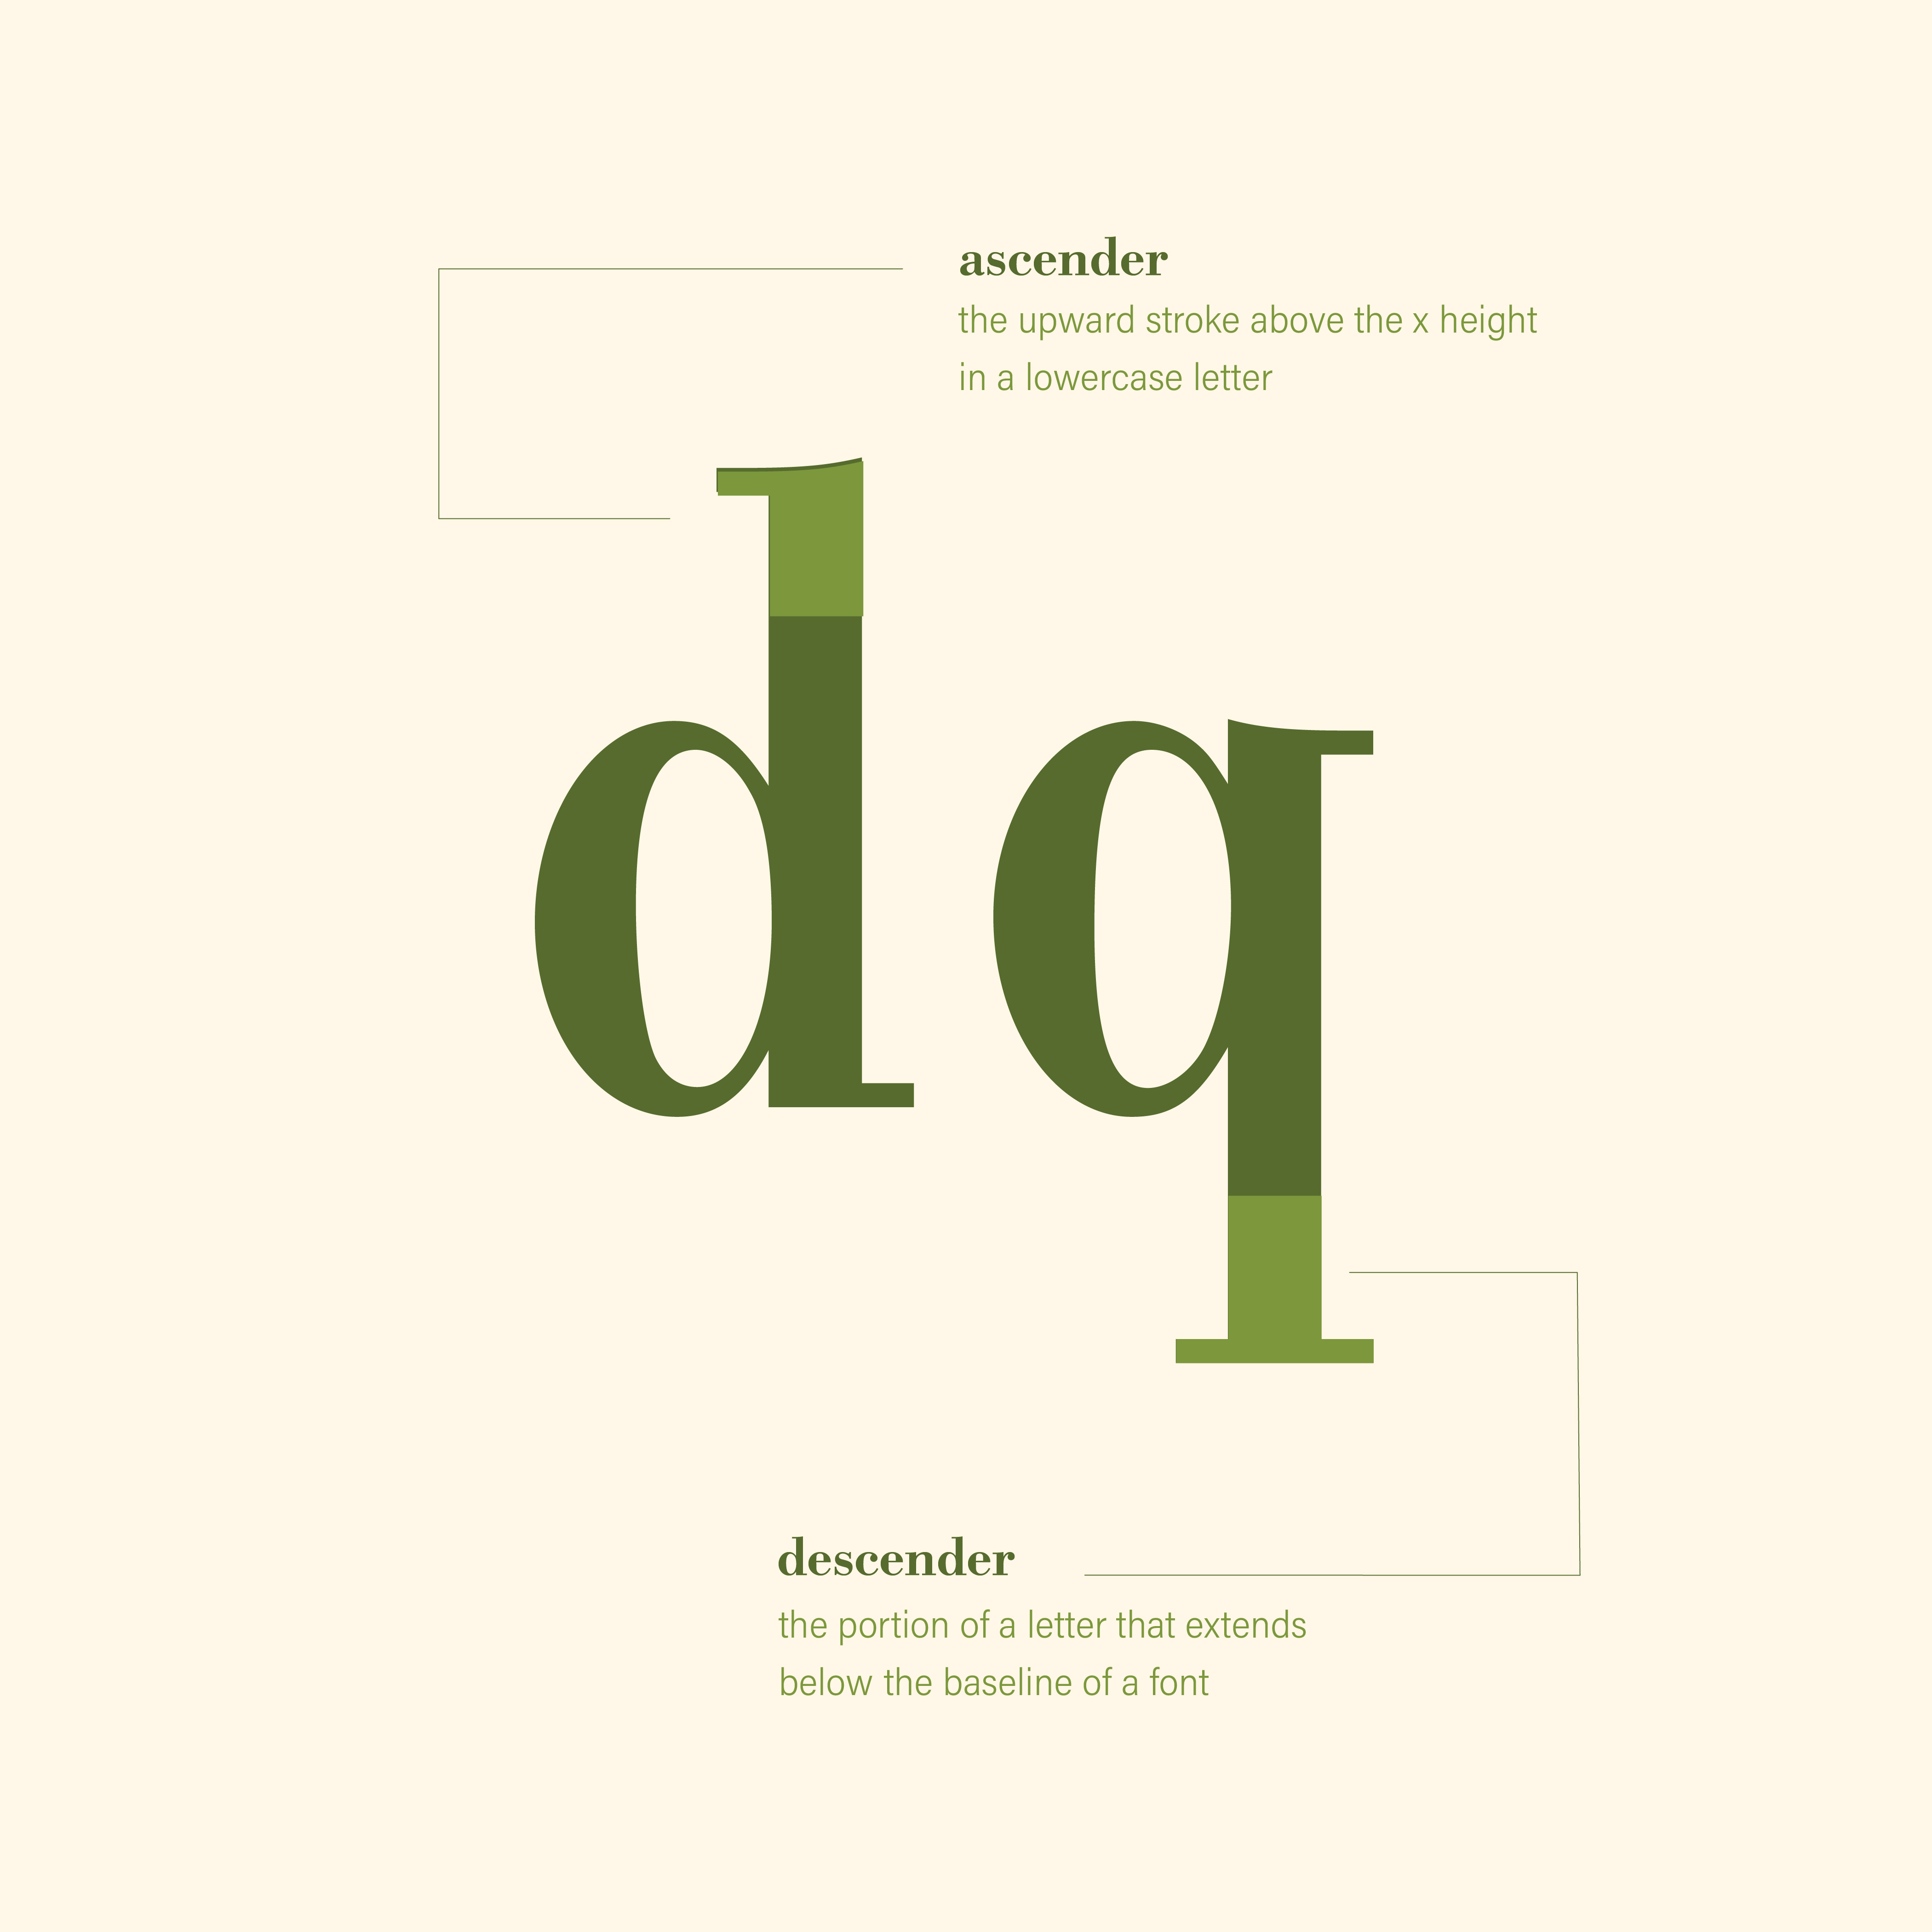 ascender
the upward stroke above the x height
in a lowercase letter
dq
descender
the portion of a letter that extends
below the baseline of a font